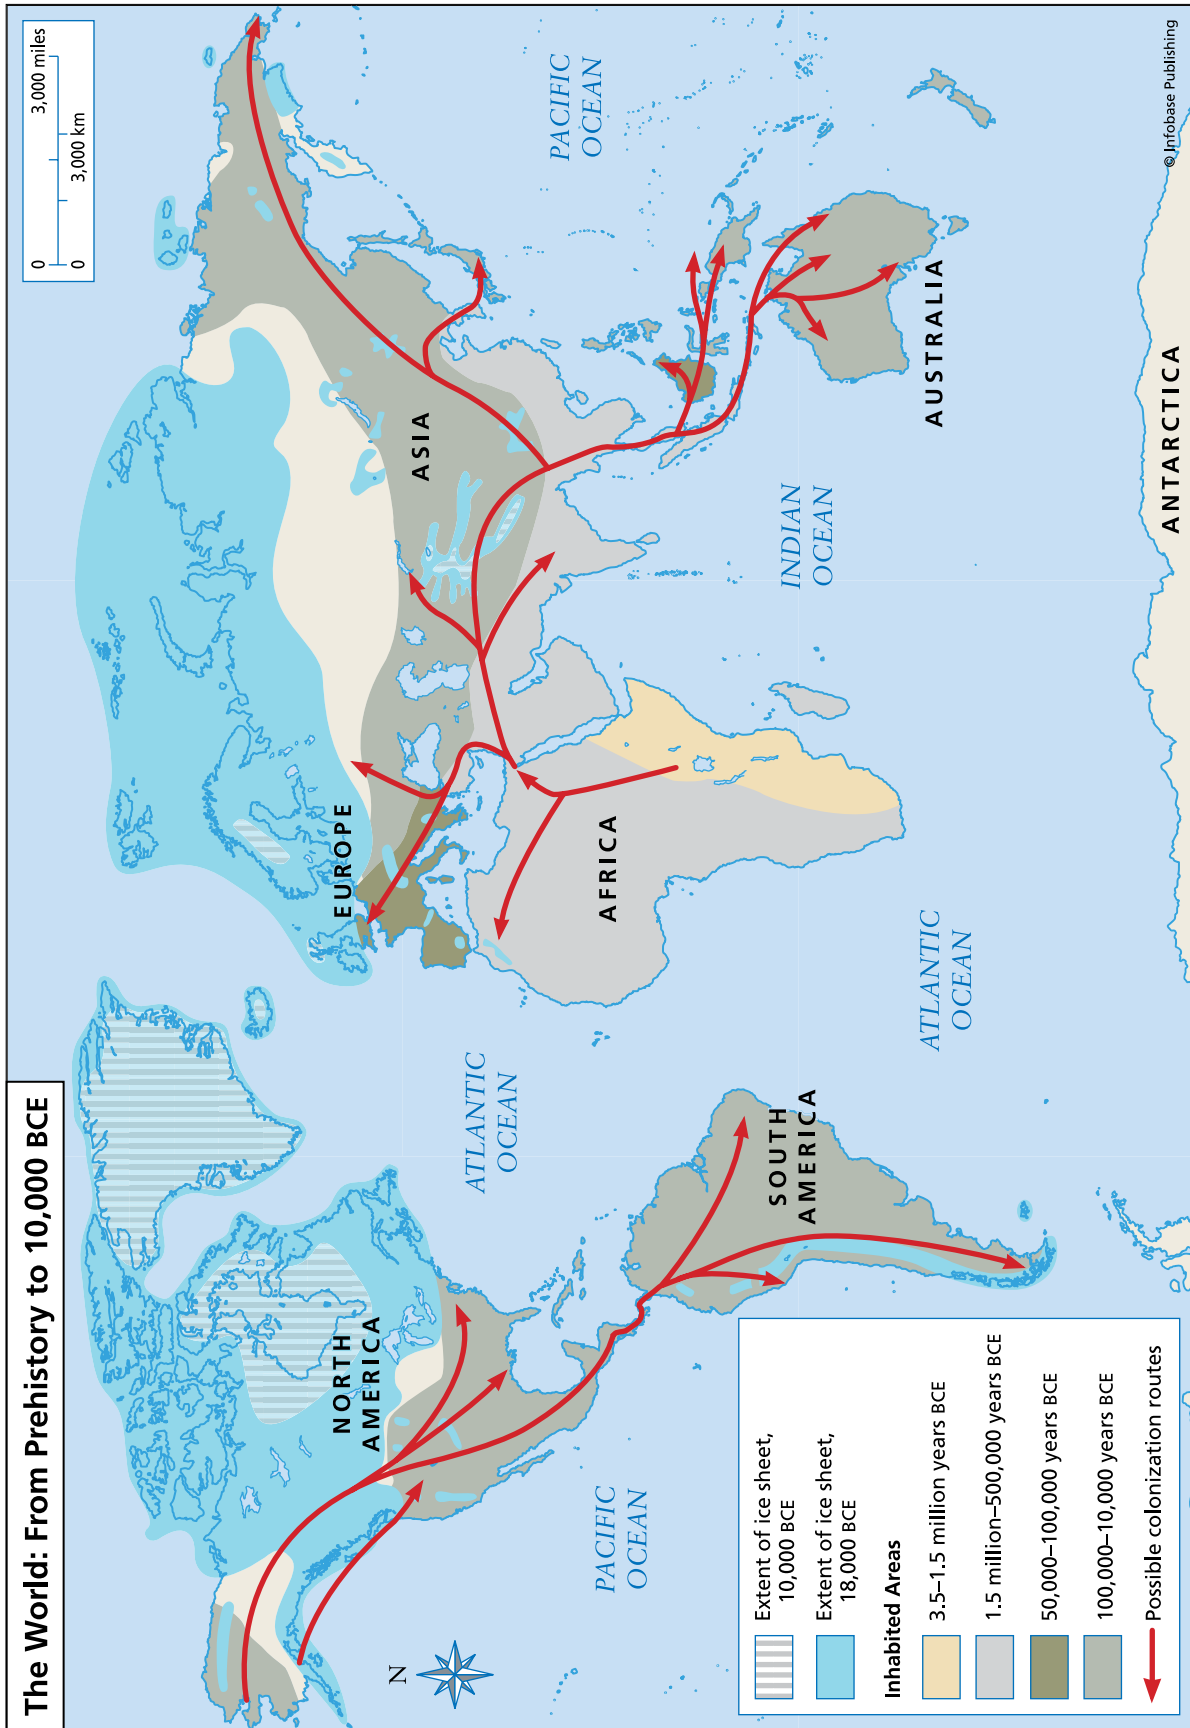 The World: From Prehistory to 10,000 BCE
0 3,000 miles
0 3,000 km
NORTH
AMERICA
EUROPE
ASIA
ATLANTIC
OCEAN
PACIFIC
OCEAN
PACIFIC
OCEAN
AFRICA
SOUTH
AMERICA
INDIAN
OCEAN
ATLANTIC
OCEAN
AUSTRALIA
ANTARCTICA
N
Extent of ice sheet,
10,000 BCE
Extent of ice sheet,
18,000 BCE
Inhabited Areas
3.5–1.5 million years BCE
1.5 million–500,000 years BCE
50,000–100,000 years BCE
100,000–10,000 years BCE
Possible colonization routes
© Infobase Publishing